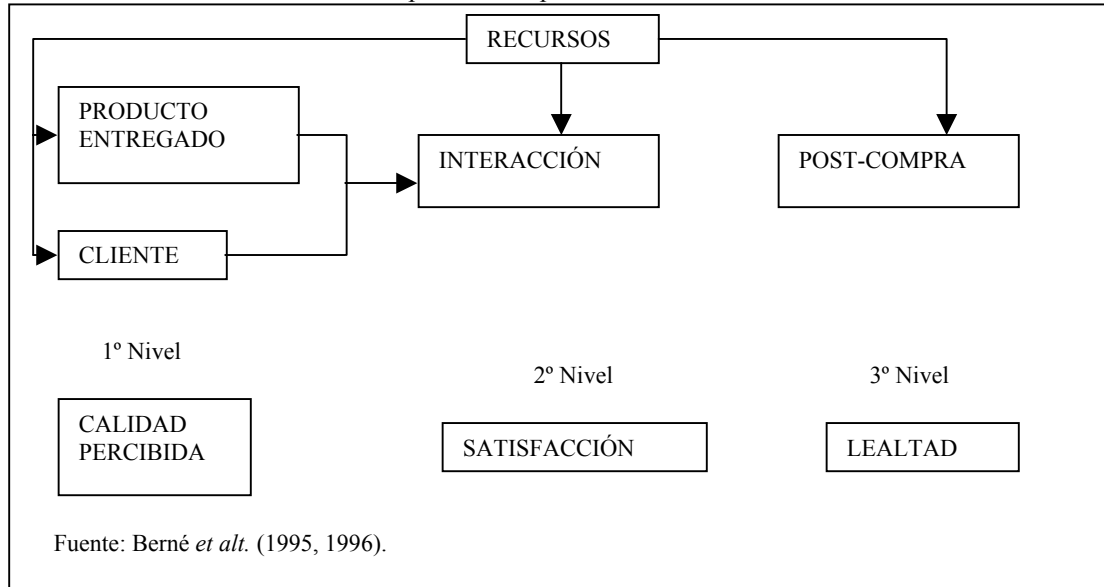 RECURSOS
PRODUCTO
ENTREGADO
INTERACCIÓN
POST-COMPRA
CLIENTE
1º Nivel
2º Nivel
3º Nivel
CALIDAD
PERCIBIDA
SATISFACCIÓN
LEALTAD
Fuente: Berné et alt. (1995, 1996).